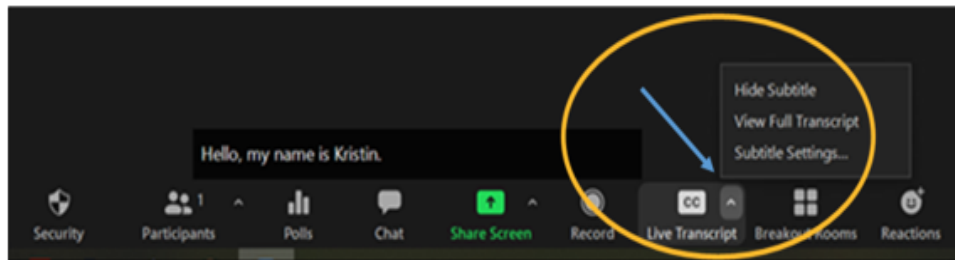 Hide Subtitle
View Full Transcript
Subtitle Settings...
Hello, my name is Kristin.
1
CC
Security
Participants
Polls
Chat
Share Screen
Record
Live Transcript
Breakout Rooms
Reactions